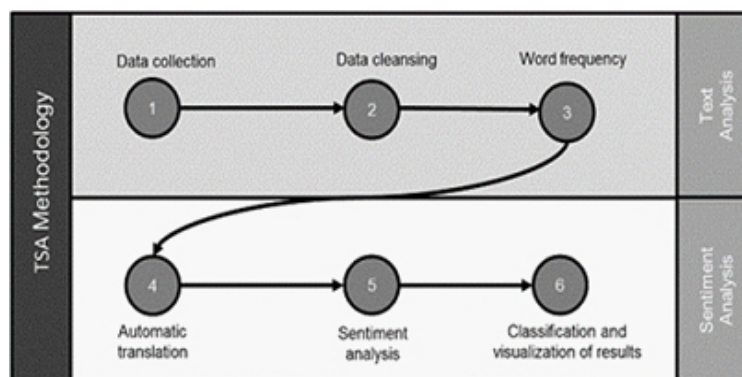 TSA Methodology
Data collection
Data cleansing
Word frequency
1
2
3
Text
Analysis
4
5
6
Automatic
translation
Sentiment
analysis
Classification and
visualization of results
Sentiment
Analysis